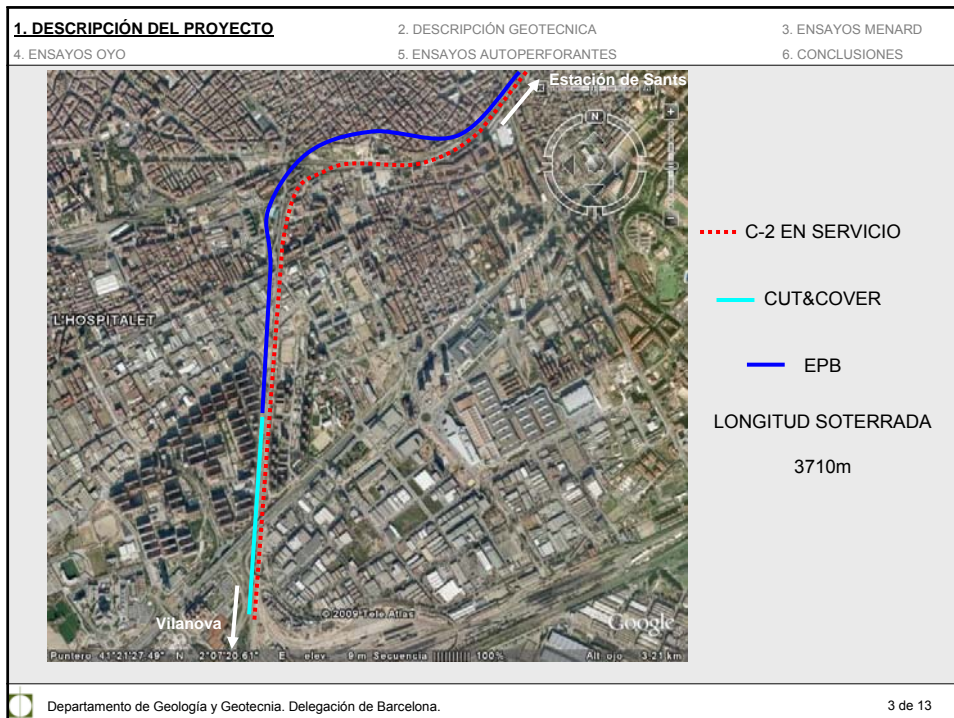 1. DESCRIPCIÓN DEL PROYECTO 2. DESCRIPCIÓN GEOTECNICA 3. ENSAYOS MENARD
4. ENSAYOS OYO 5. ENSAYOS AUTOPERFORANTES 6. CONCLUSIONES
Estación de Sants
N
C-2 EN SERVICIO
CUT&COVER
L'HOSPITALET
EPB
LONGITUD SOTERRADA
3710m
©2009 Tele Atlas
Vilanova
Google
Puntero 41°21'27.49" N 2°07'20.61" E elev 9 m Secuencia |||||||||| 100% Alt ojo 3.21 km
Departamento de Geología y Geotecnia. Delegación de Barcelona. 3 de 13